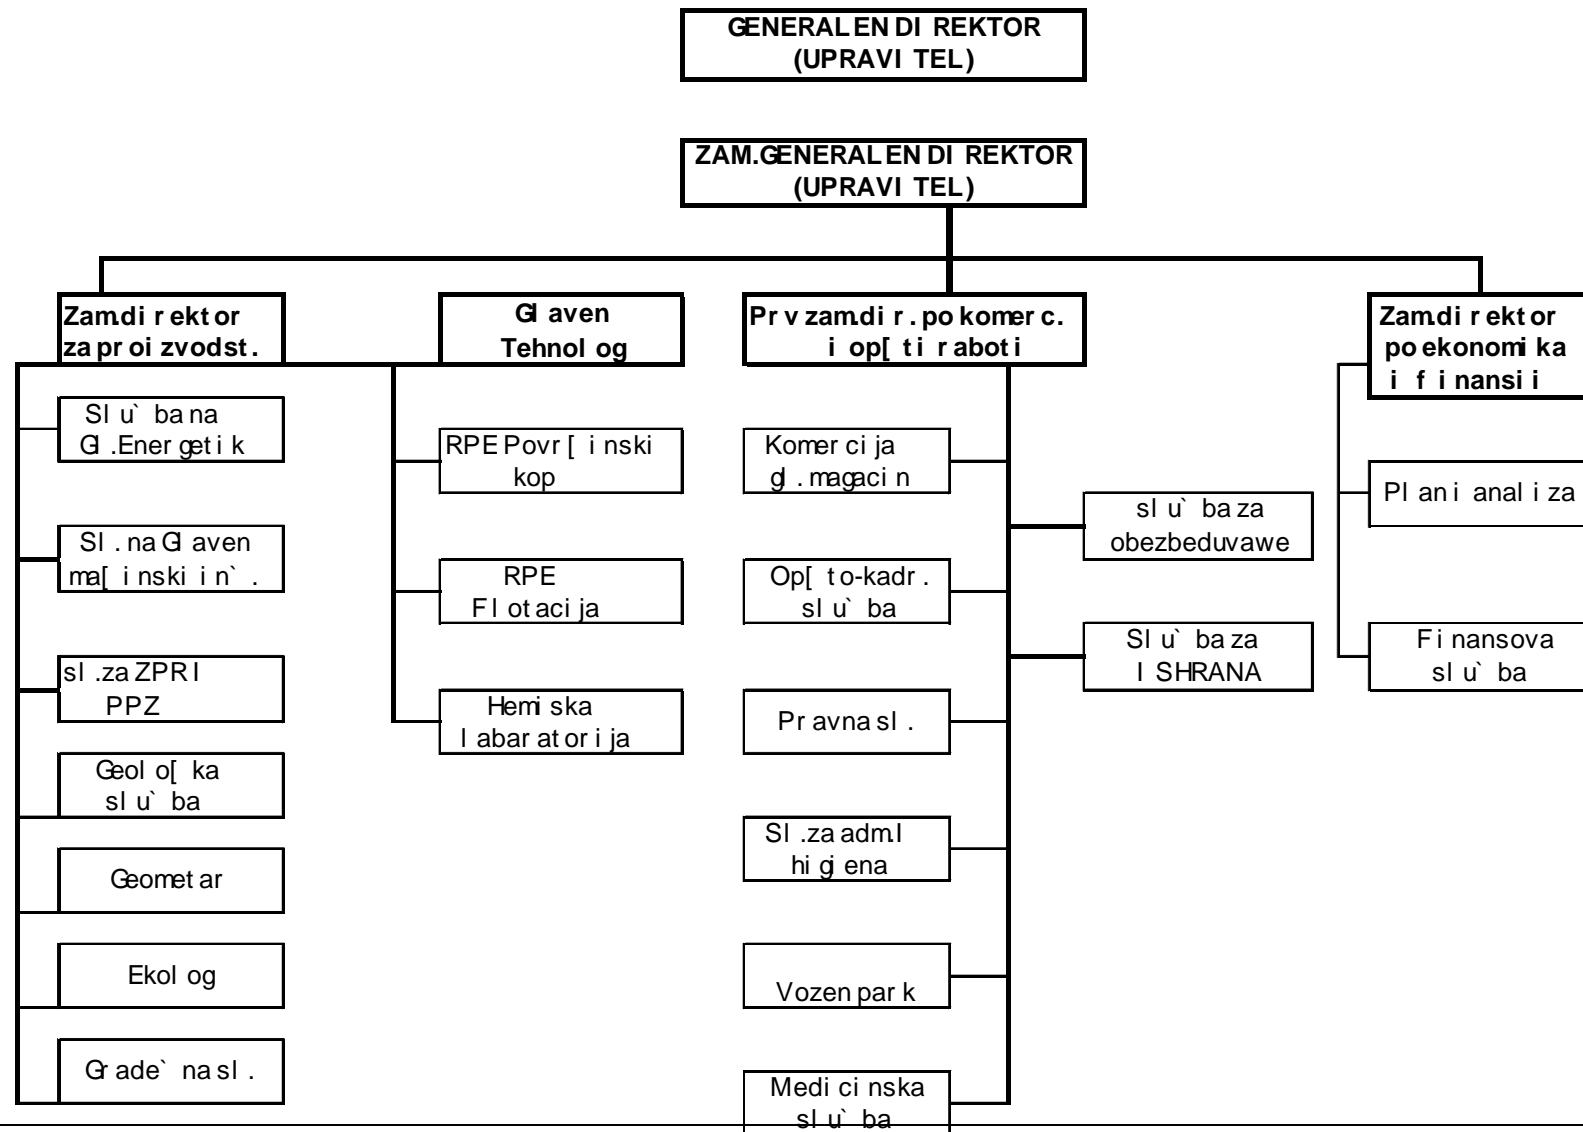 GENERALEN DIREKTOR
(UPRAVITEL)
ZAM.GENERALEN DIREKTOR
(UPRAVITEL)
Zam.direktor
za proizvodst.
Glaven
Tehnolog
Prv zam.dir. po komerc.
i op[ti raboti
Zam.direktor
po ekonomika
i finansii
Slu`ba na
Gl.Energetik
Sl. na Glaven
ma[inski in`.
sl.za ZPRI
PPZ
Geolo[ka
slu`ba
Geometar
Ekolog
Grade`na sl.
RPE Povr[inski
kop
RPE
Flotacija
Hemiska
labaratorija
Komercija
gl.magacin
Op[to-kadr.
slu`ba
Pravna sl.
Sl.za adm.I
higiena
Vozen park
Medicinska
slu`ba
slu`ba za
obezbeduvawe
Slu`ba za
ISHRANA
Plan i analiza
Finansova
slu`ba